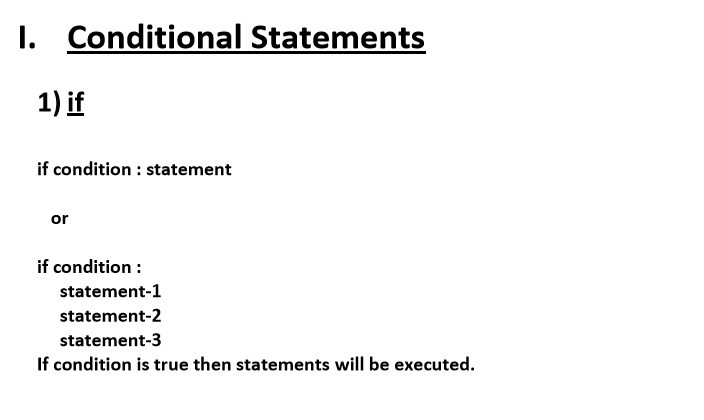 I. Conditional Statements
1) if
if condition : statement
or
if condition :
statement-1
statement-2
statement-3
If condition is true then statements will be executed.